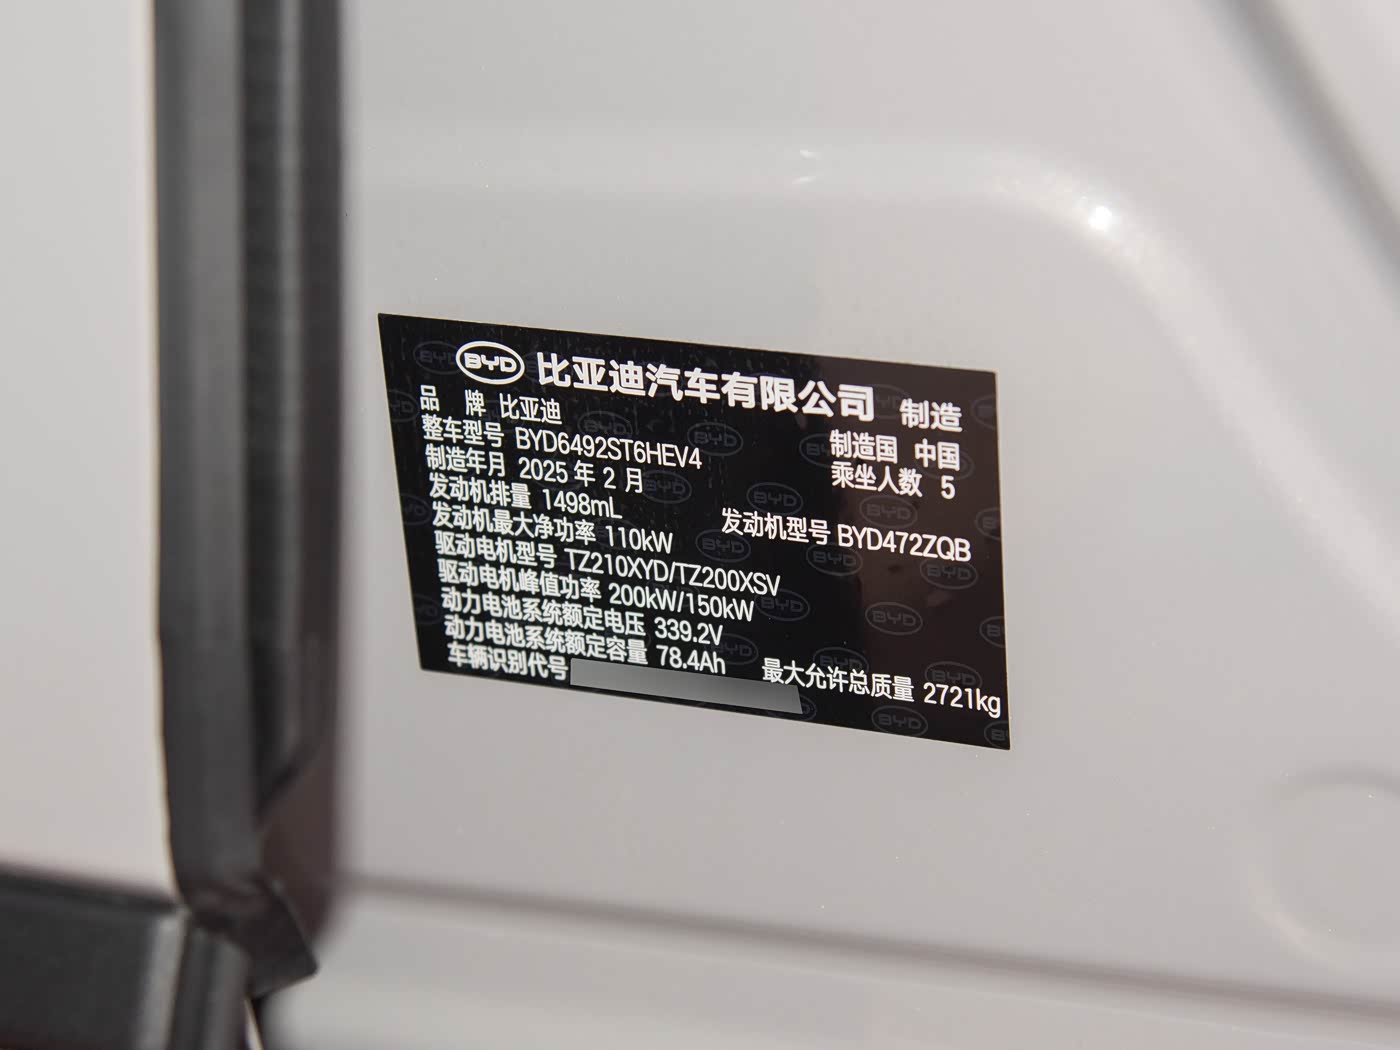 BYD 比亚迪汽车有限公司 制造
品 牌 比亚迪 制造国 中国
整车型号 BYD6492ST6HEV4 乘坐人数 5
制造年月 2025 年 2 月
发动机排量 1498mL 发动机型号 BYD472ZQB
发动机最大净功率 110kW
驱动电机型号 TZ210XYD/TZ200XSV
驱动电机峰值功率 200kW/150kW
动力电池系统额定电压 339.2V
动力电池系统额定容量 78.4Ah 最大允许总质量 2721kg
车辆识别代号